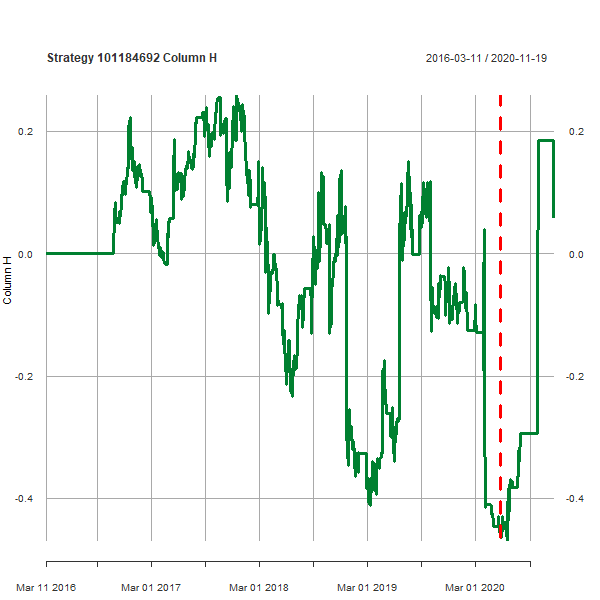 Strategy 101184692 Column H
2016-03-11 / 2020-11-19
0.2
0.2
0.0
0.0
-0.2
-0.2
-0.4
-0.4
Column H
Mar 11 2016
Mar 01 2017
Mar 01 2018
Mar 01 2019
Mar 01 2020